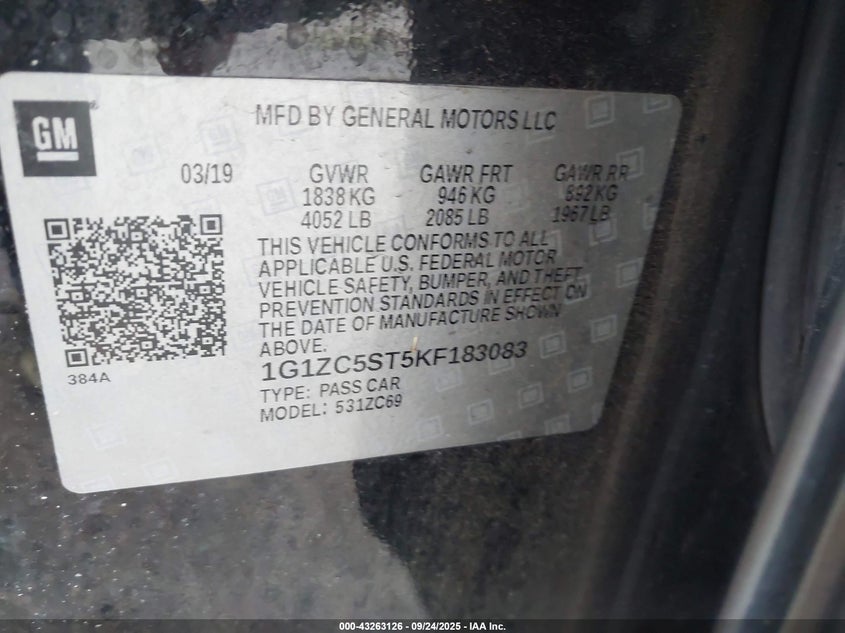 GM
MFD BY GENERAL MOTORS LLC
03/19 GVWR GAWR FRT GAWR RR
1838 KG 946 KG 892 KG
4052 LB 2085 LB 1967 LB
THIS VEHICLE CONFORMS TO ALL
APPLICABLE U.S. FEDERAL MOTOR
VEHICLE SAFETY, BUMPER, AND THEFT
PREVENTION STANDARDS IN EFFECT ON
THE DATE OF MANUFACTURE SHOWN
ABOVE.
384A
1G1ZC5ST5KF183083
TYPE: PASS CAR
MODEL: 531ZC69
000-43263126 - 09/24/2025 - IAA Inc.